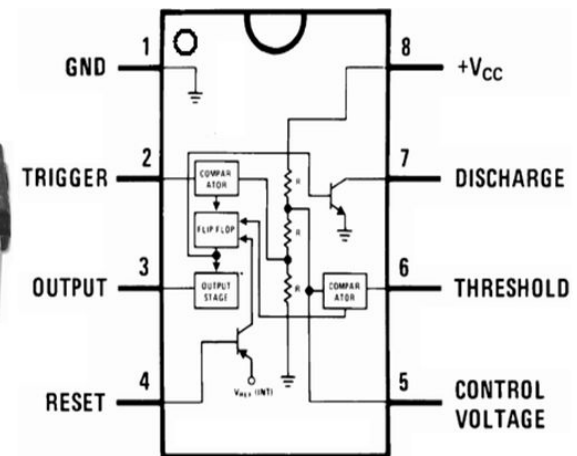 1
GND
8
+VCC
2
TRIGGER
COMPAR
ATOR
R
7
DISCHARGE
FLIP FLOP
R
3
OUTPUT
OUTPUT
STAGE
R
COMPAR
ATOR
6
THRESHOLD
4
RESET
VREF (INT)
5
CONTROL
VOLTAGE